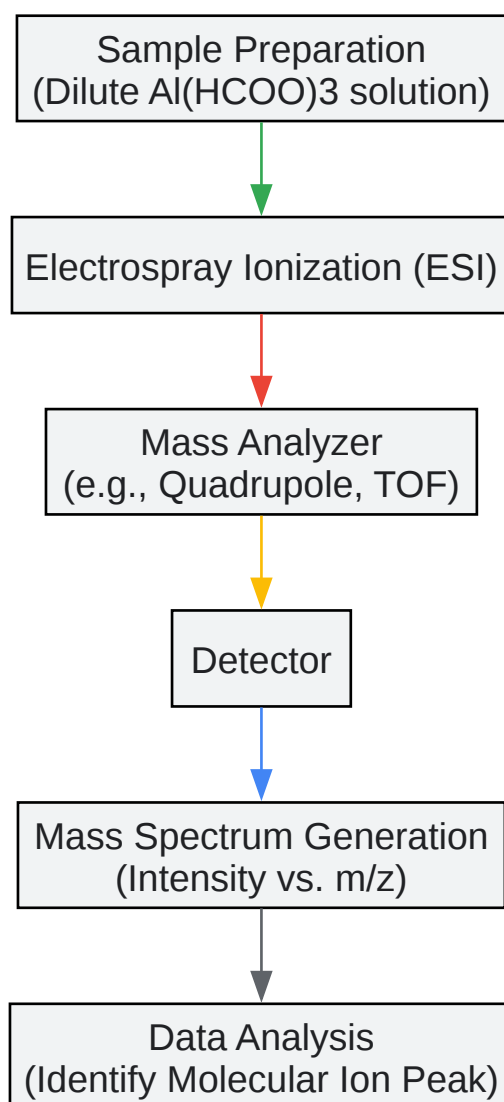 Sample Preparation
(Dilute Al(HCOO)3 solution)
Electrospray Ionization (ESI)
Mass Analyzer
(e.g., Quadrupole, TOF)
Detector
Mass Spectrum Generation
(Intensity vs. m/z)
Data Analysis
(Identify Molecular Ion Peak)